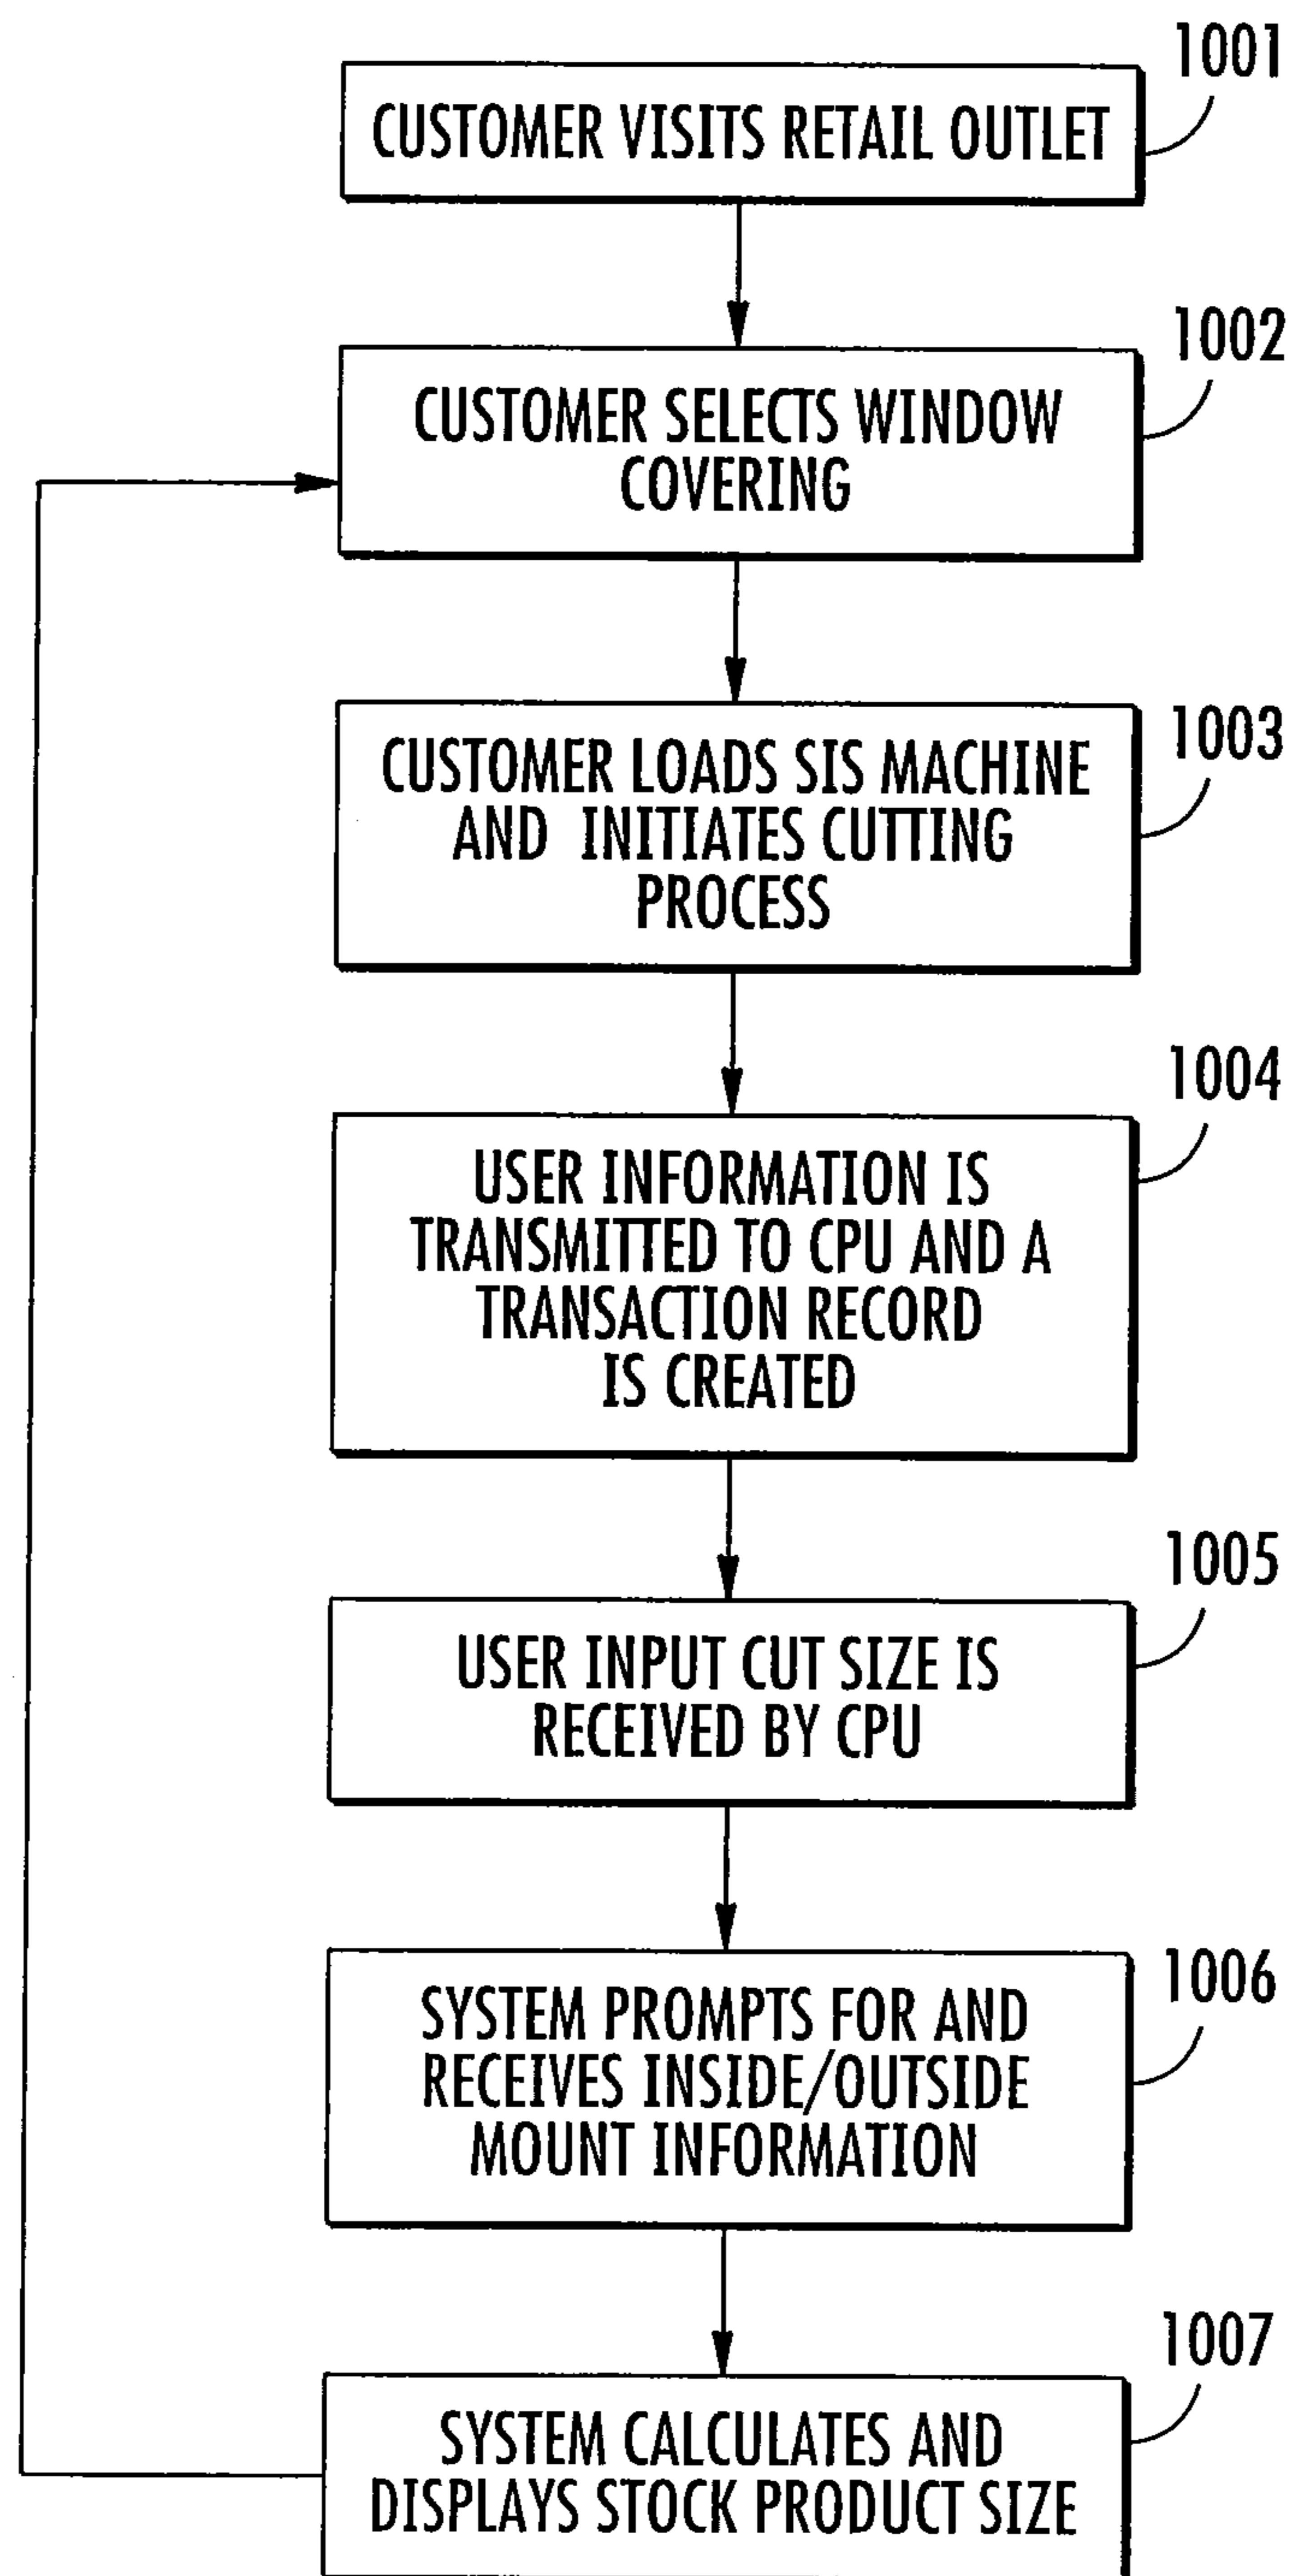 1001
CUSTOMER VISITS RETAIL OUTLET
1002
CUSTOMER SELECTS WINDOW
COVERING
1003
CUSTOMER LOADS SIS MACHINE
AND INITIATES CUTTING
PROCESS
1004
USER INFORMATION IS
TRANSMITTED TO CPU AND A
TRANSACTION RECORD
IS CREATED
1005
USER INPUT CUT SIZE IS
RECEIVED BY CPU
1006
SYSTEM PROMPTS FOR AND
RECEIVES INSIDE/OUTSIDE
MOUNT INFORMATION
1007
SYSTEM CALCULATES AND
DISPLAYS STOCK PRODUCT SIZE